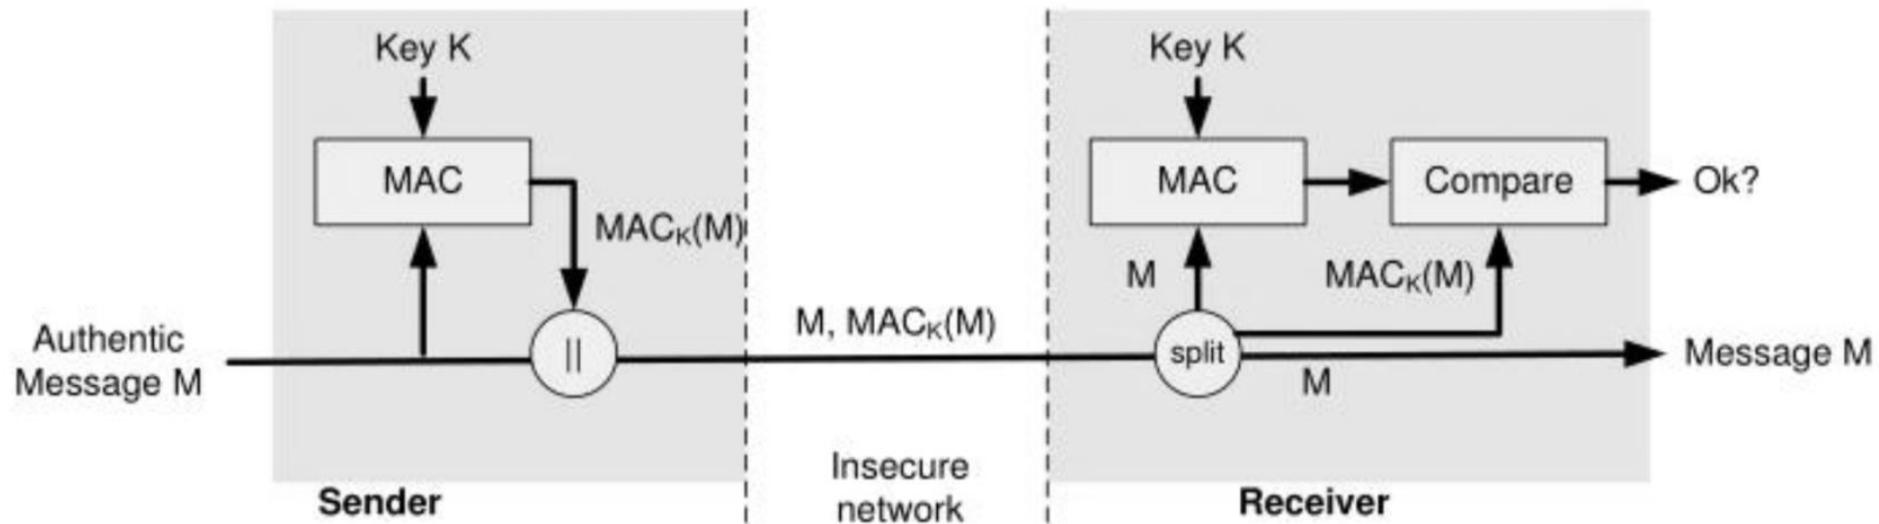 Key K
Key K
MAC
MAC
Compare
Ok?
MACK(M)
M
MACK(M)
Authentic
Message M
||
M, MACK(M)
split
M
Message M
Insecure
network
Sender
Receiver